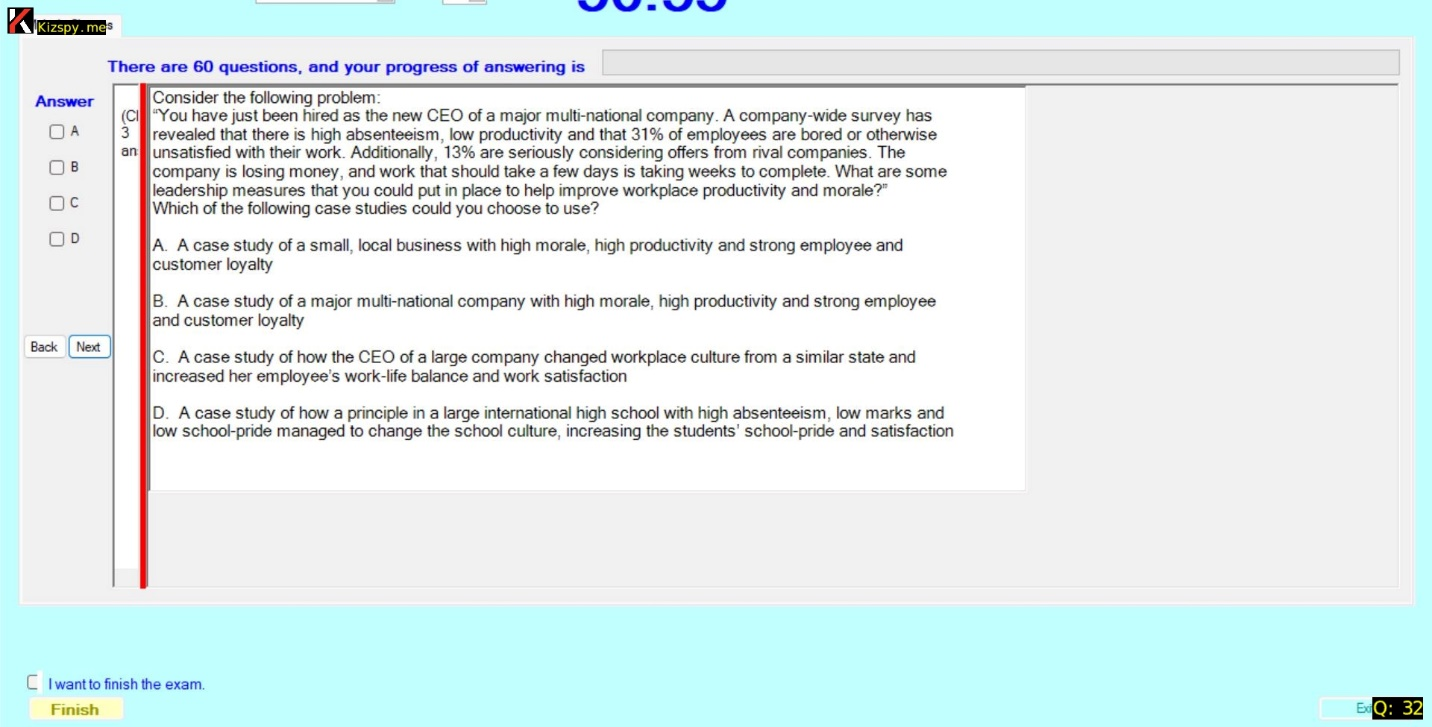 Kizspy.me s
There are 60 questions, and your progress of answering is
Answer
A
B
C
D
Back Next
(Cl
3
an
Consider the following problem:
“You have just been hired as the new CEO of a major multi-national company. A company-wide survey has
revealed that there is high absenteeism, low productivity and that 31% of employees are bored or otherwise
unsatisfied with their work. Additionally, 13% are seriously considering offers from rival companies. The
company is losing money, and work that should take a few days is taking weeks to complete. What are some
leadership measures that you could put in place to help improve workplace productivity and morale?”
Which of the following case studies could you choose to use?
A. A case study of a small, local business with high morale, high productivity and strong employee and
customer loyalty
B. A case study of a major multi-national company with high morale, high productivity and strong employee
and customer loyalty
C. A case study of how the CEO of a large company changed workplace culture from a similar state and
increased her employee’s work-life balance and work satisfaction
D. A case study of how a principle in a large international high school with high absenteeism, low marks and
low school-pride managed to change the school culture, increasing the students’ school-pride and satisfaction
I want to finish the exam.
Finish
Exi
Q: 32